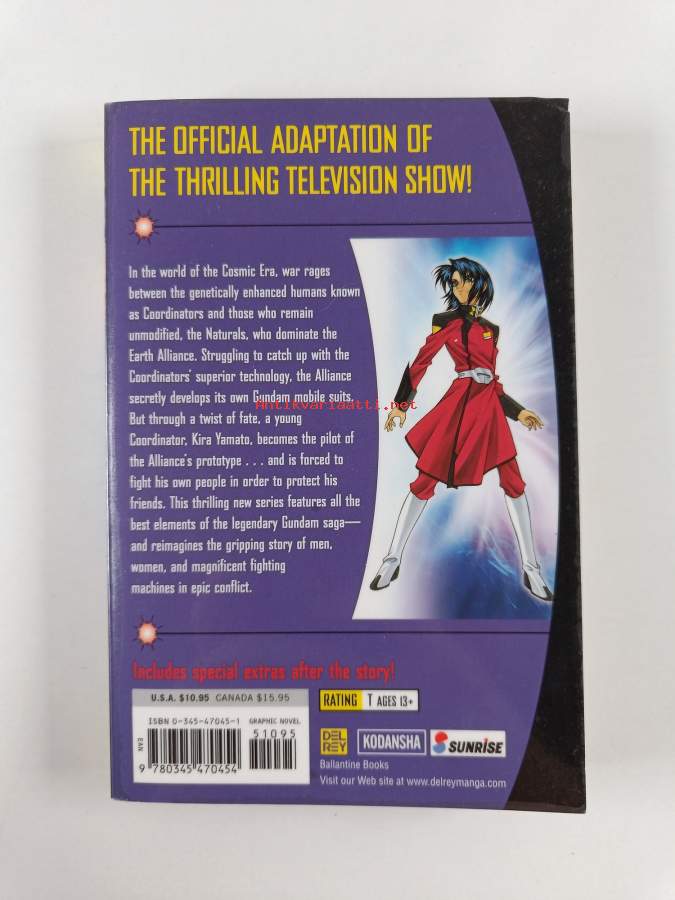 THE OFFICIAL ADAPTATION OF
THE THRILLING TELEVISION SHOW!
In the world of the Cosmic Era, war rages
between the genetically enhanced humans known
as Coordinators and those who remain
unmodified, the Naturals, who dominate the
Earth Alliance. Struggling to catch up with the
Coordinators' superior technology, the Alliance
secretly develops its own Gundam mobile suits.
Antikvariaatti.net
But through a twist of fate, a young
Coordinator, Kira Yamato, becomes the pilot of
the Alliance's prototype . . . and is forced to
fight his own people in order to protect his
friends. This thrilling new series features all the
best elements of the legendary Gundam saga—
and reimagines the gripping story of men,
women, and magnificent fighting
machines in epic conflict.
Includes special extras after the story!
U.S.A. $10.95 CANADA $15.95
ISBN 0-345-47045-1 GRAPHIC NOVEL
51095
EAN
9 780345 470454
RATING T AGES 13+
DEL REY
KODANSHA
SUNRISE
Ballantine Books
Visit our Web site at www.delreymanga.com